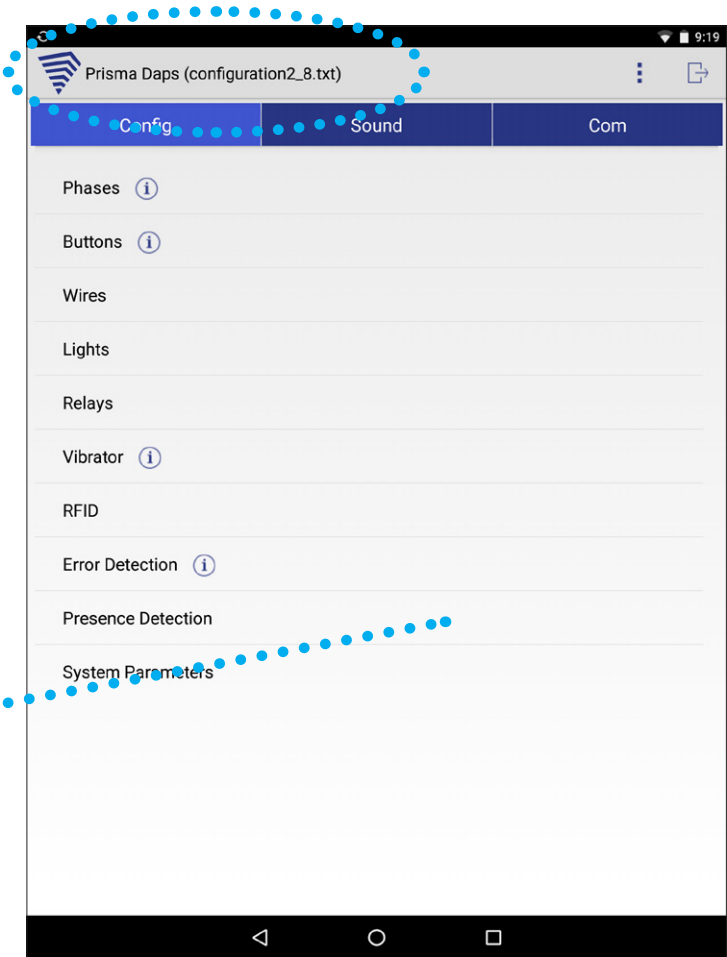 9:19
Prisma Daps (configuration2_8.txt)
Config Sound Com
Phases i
Buttons i
Wires
Lights
Relays
Vibrator i
RFID
Error Detection i
Presence Detection
System Parameters